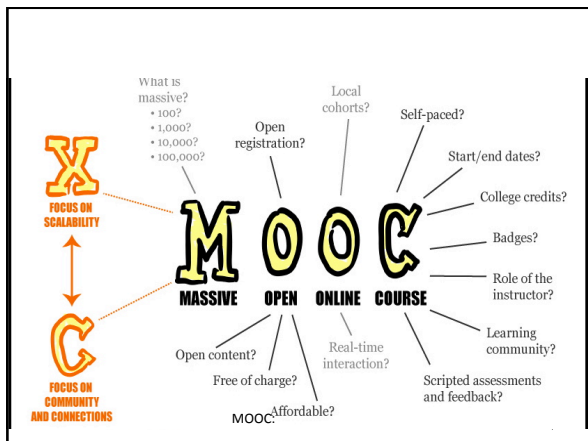 What is
massive?
• 100?
• 1,000?
• 10,000?
• 100,000?
Open
registration?
Local
cohorts?
Self-paced?
Start/end dates?
College credits?
Badges?
Role of the
instructor?
Learning
community?
Scripted assessments
and feedback?
X
FOCUS ON
SCALABILITY
MOOC
MASSIVE OPEN ONLINE COURSE
C
FOCUS ON
COMMUNITY
AND CONNECTIONS
Open content?
Free of charge?
Affordable?
Real-time
interaction?
MOOC: